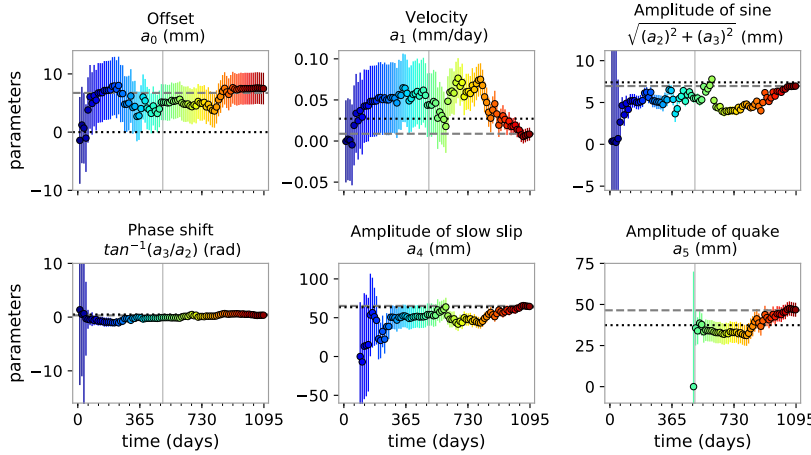 Offset
a₀ (mm)
Velocity
a₁ (mm/day)
Amplitude of sine
√((a₂)² + (a₃)²) (mm)
parameters
10
0
−10
0.10
0.05
0.00
−0.05
10
5
0
−5
Phase shift
tan⁻¹(a₃/a₂) (rad)
Amplitude of slow slip
a₄ (mm)
Amplitude of quake
a₅ (mm)
parameters
10
0
−10
100
50
0
−50
75
50
25
0
0 365 730 1095
0 365 730 1095
0 365 730 1095
time (days)
time (days)
time (days)